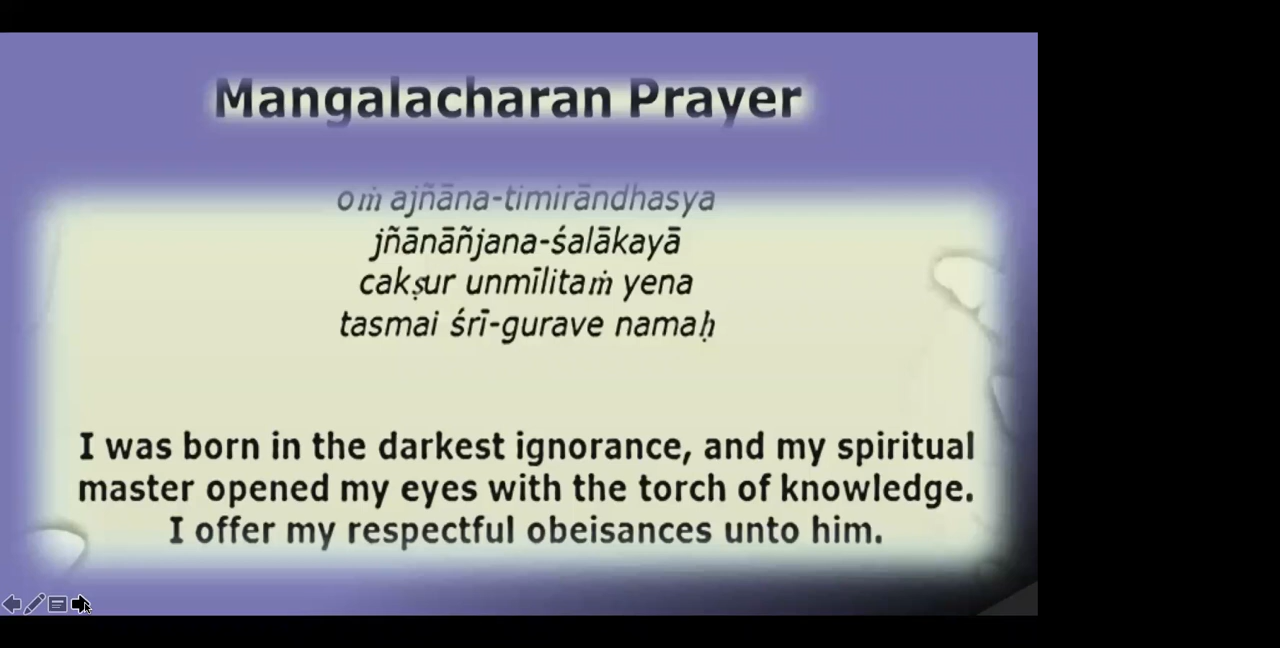 Mangalacharan Prayer
oṁ ajñāna-timirāndhasya
jñānāñjana-śalākayā
cakṣur unmīlitaṁ yena
tasmai śrī-gurave namaḥ
I was born in the darkest ignorance, and my spiritual
master opened my eyes with the torch of knowledge.
I offer my respectful obeisances unto him.